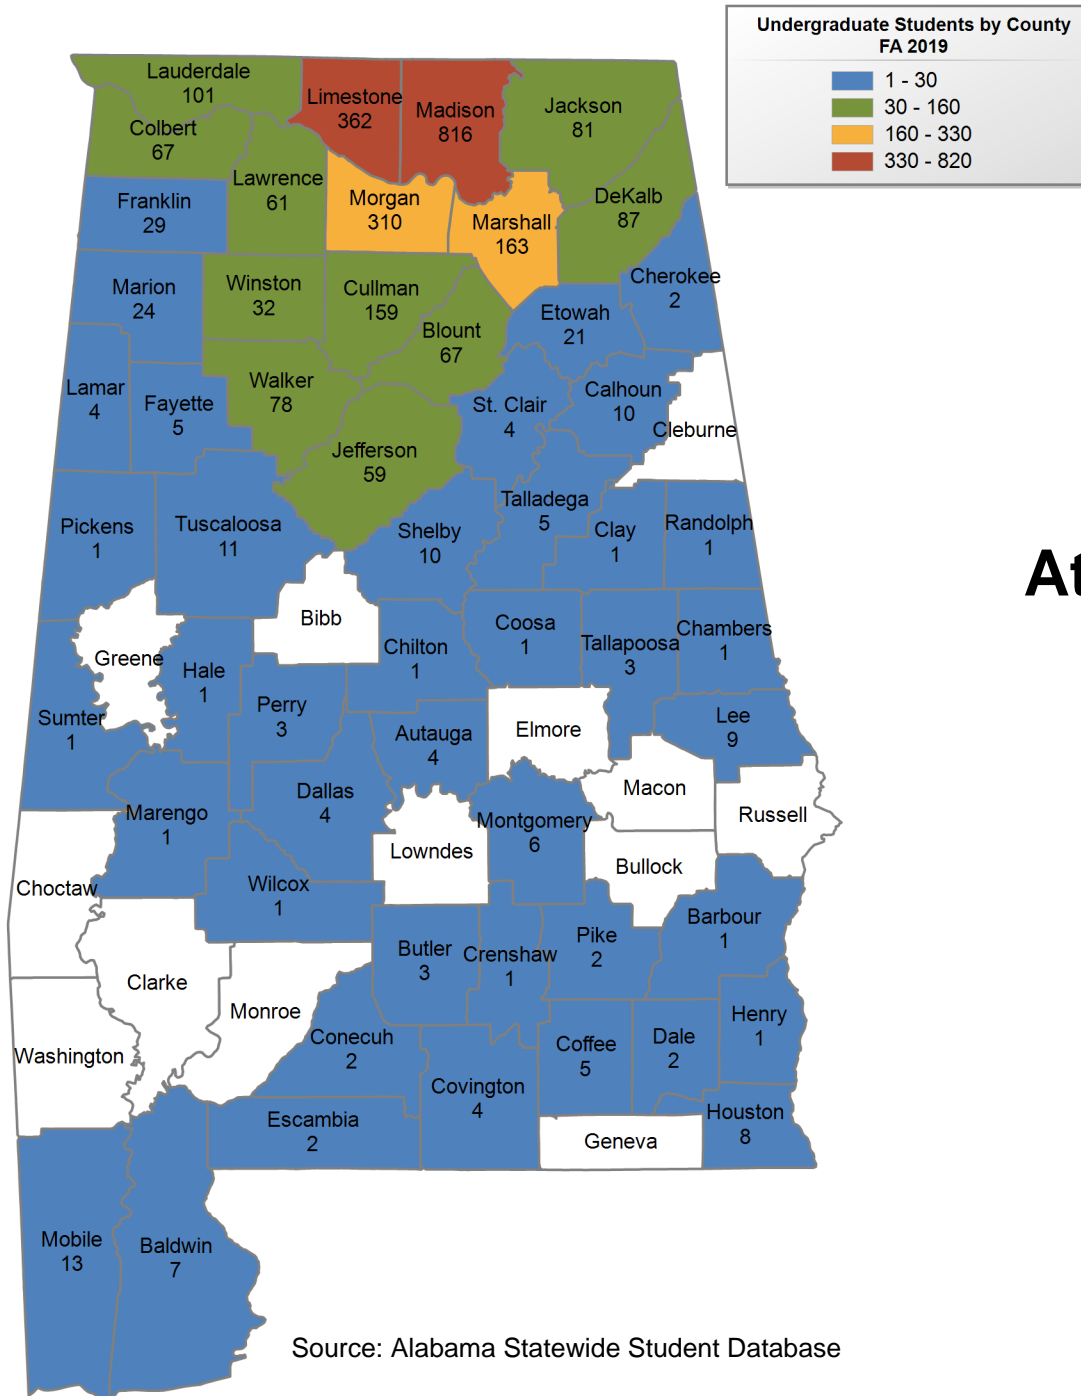 Undergraduate Students by County
FA 2019
1 - 30
30 - 160
160 - 330
330 - 820
Lauderdale
101
Limestone
362
Madison
816
Jackson
81
Colbert
67
Lawrence
61
Franklin
29
Morgan
310
Marshall
163
DeKalb
87
Cherokee
2
Marion
24
Winston
32
Cullman
159
Blount
67
Etowah
21
Lamar
4
Fayette
5
Walker
78
St. Clair
4
Calhoun
10
Cleburne
Jefferson
59
Pickens
1
Tuscaloosa
11
Shelby
10
Talladega
5
Clay
1
Randolph
1
At
Bibb
Greene
Hale
1
Chilton
1
Coosa
1
Tallapoosa
3
Chambers
1
Sumter
1
Perry
3
Autauga
4
Elmore
Lee
9
Marengo
1
Dallas
4
Macon
Russell
Lowndes
Montgomery
6
Bullock
Choctaw
Wilcox
1
Barbour
1
Butler
3
Crenshaw
1
Pike
2
Clarke
Monroe
Henry
1
Washington
Conecuh
2
Coffee
5
Dale
2
Covington
4
Escambia
2
Geneva
Houston
8
Mobile
13
Baldwin
7
Source: Alabama Statewide Student Database